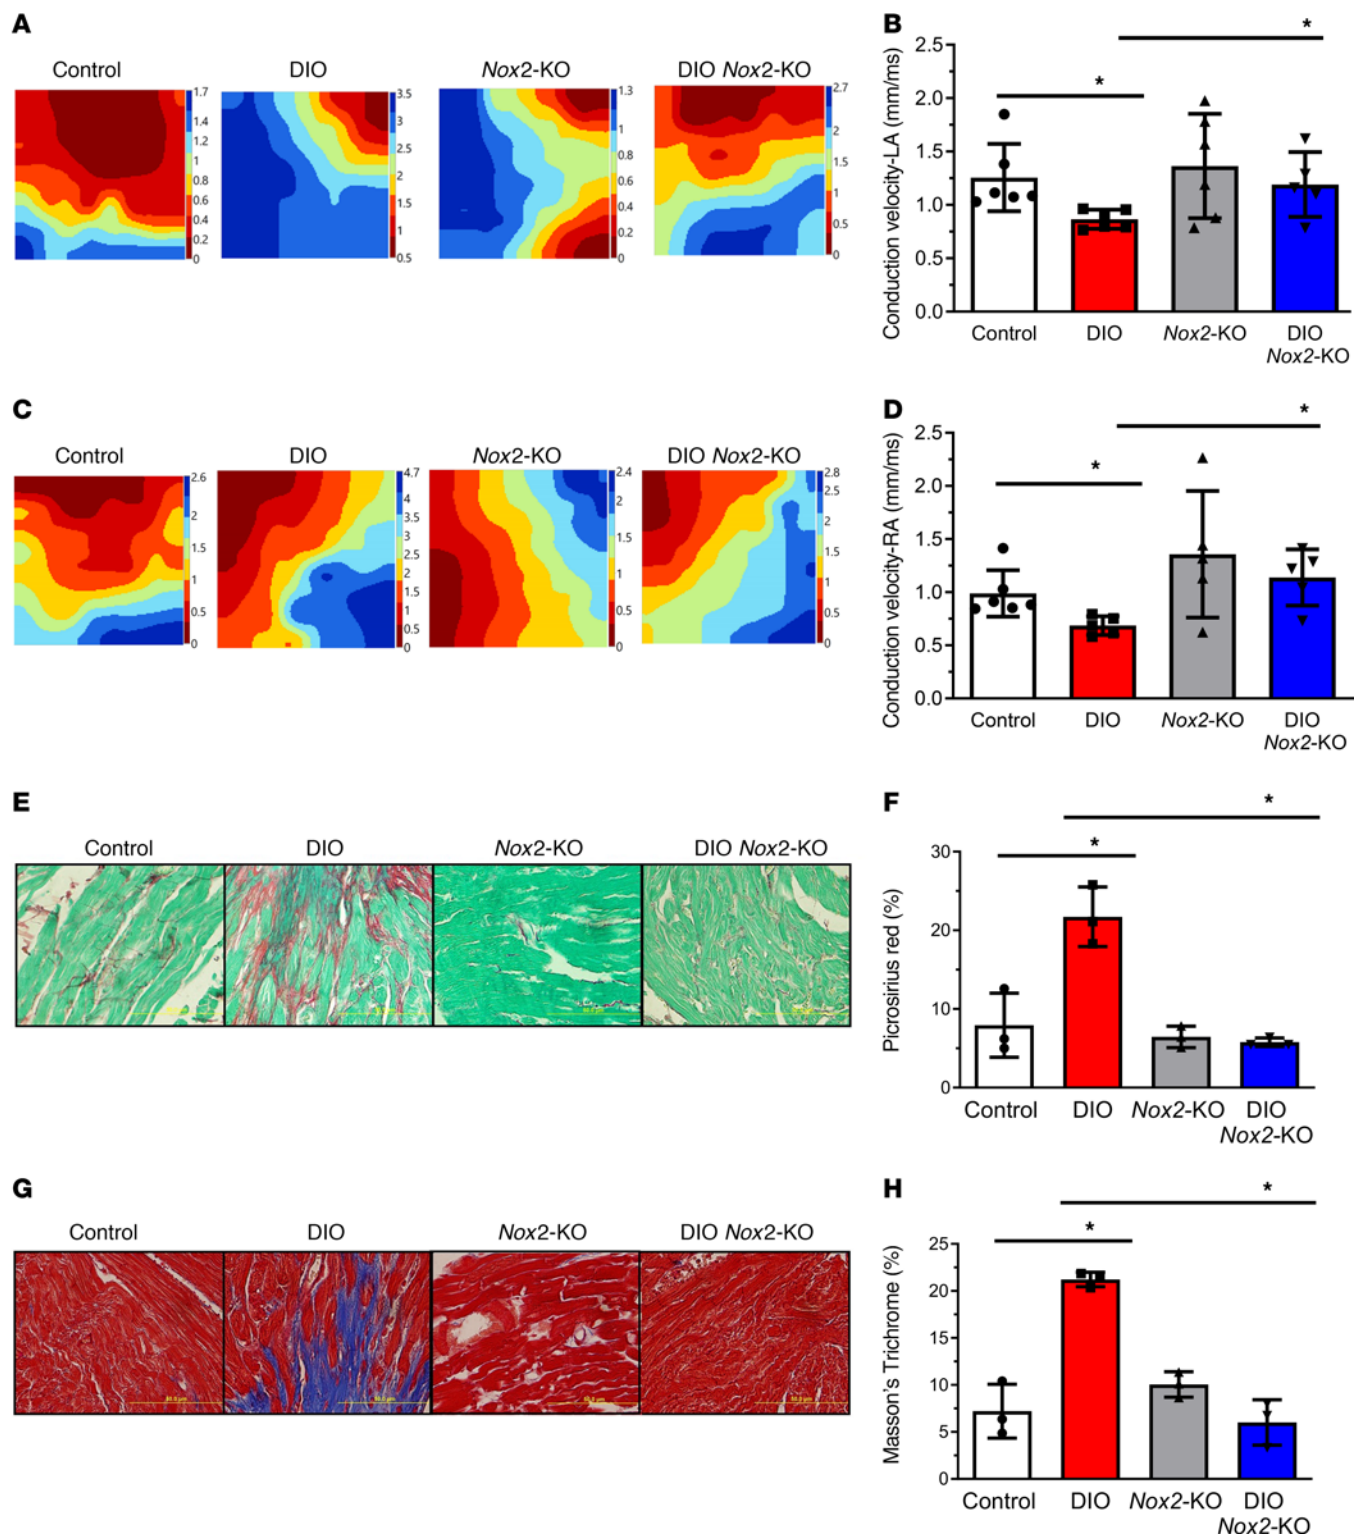 A
Control
DIO
Nox2-KO
DIO Nox2-KO
1.7
1.4
1.2
1
0.8
0.6
0.4
0.2
0
3.5
3
2.5
2
1.5
1
0.5
1.3
1
0.8
0.6
0.4
0.2
0
2.7
2
1.5
1
0.5
0
B
*
*
Conduction velocity-LA (mm/ms)
2.5
2.0
1.5
1.0
0.5
0.0
Control
DIO
Nox2-KO
DIO
Nox2-KO
C
Control
DIO
Nox2-KO
DIO Nox2-KO
2.6
2
1.5
1
0.5
0
4.7
4
3.5
3
2.5
2
1.5
1
0.5
0
2.4
2
1.5
1
0.5
0
2.8
2.5
2
1.5
1
0.5
0
D
*
*
Conduction velocity-RA (mm/ms)
2.5
2.0
1.5
1.0
0.5
0.0
Control
DIO
Nox2-KO
DIO
Nox2-KO
E
Control
DIO
Nox2-KO
DIO Nox2-KO
F
*
*
Picrosirius red (%)
30
20
10
0
Control
DIO
Nox2-KO
DIO
Nox2-KO
G
Control
DIO
Nox2-KO
DIO Nox2-KO
H
*
*
Masson's Trichrome (%)
25
20
15
10
5
0
Control
DIO
Nox2-KO
DIO
Nox2-KO